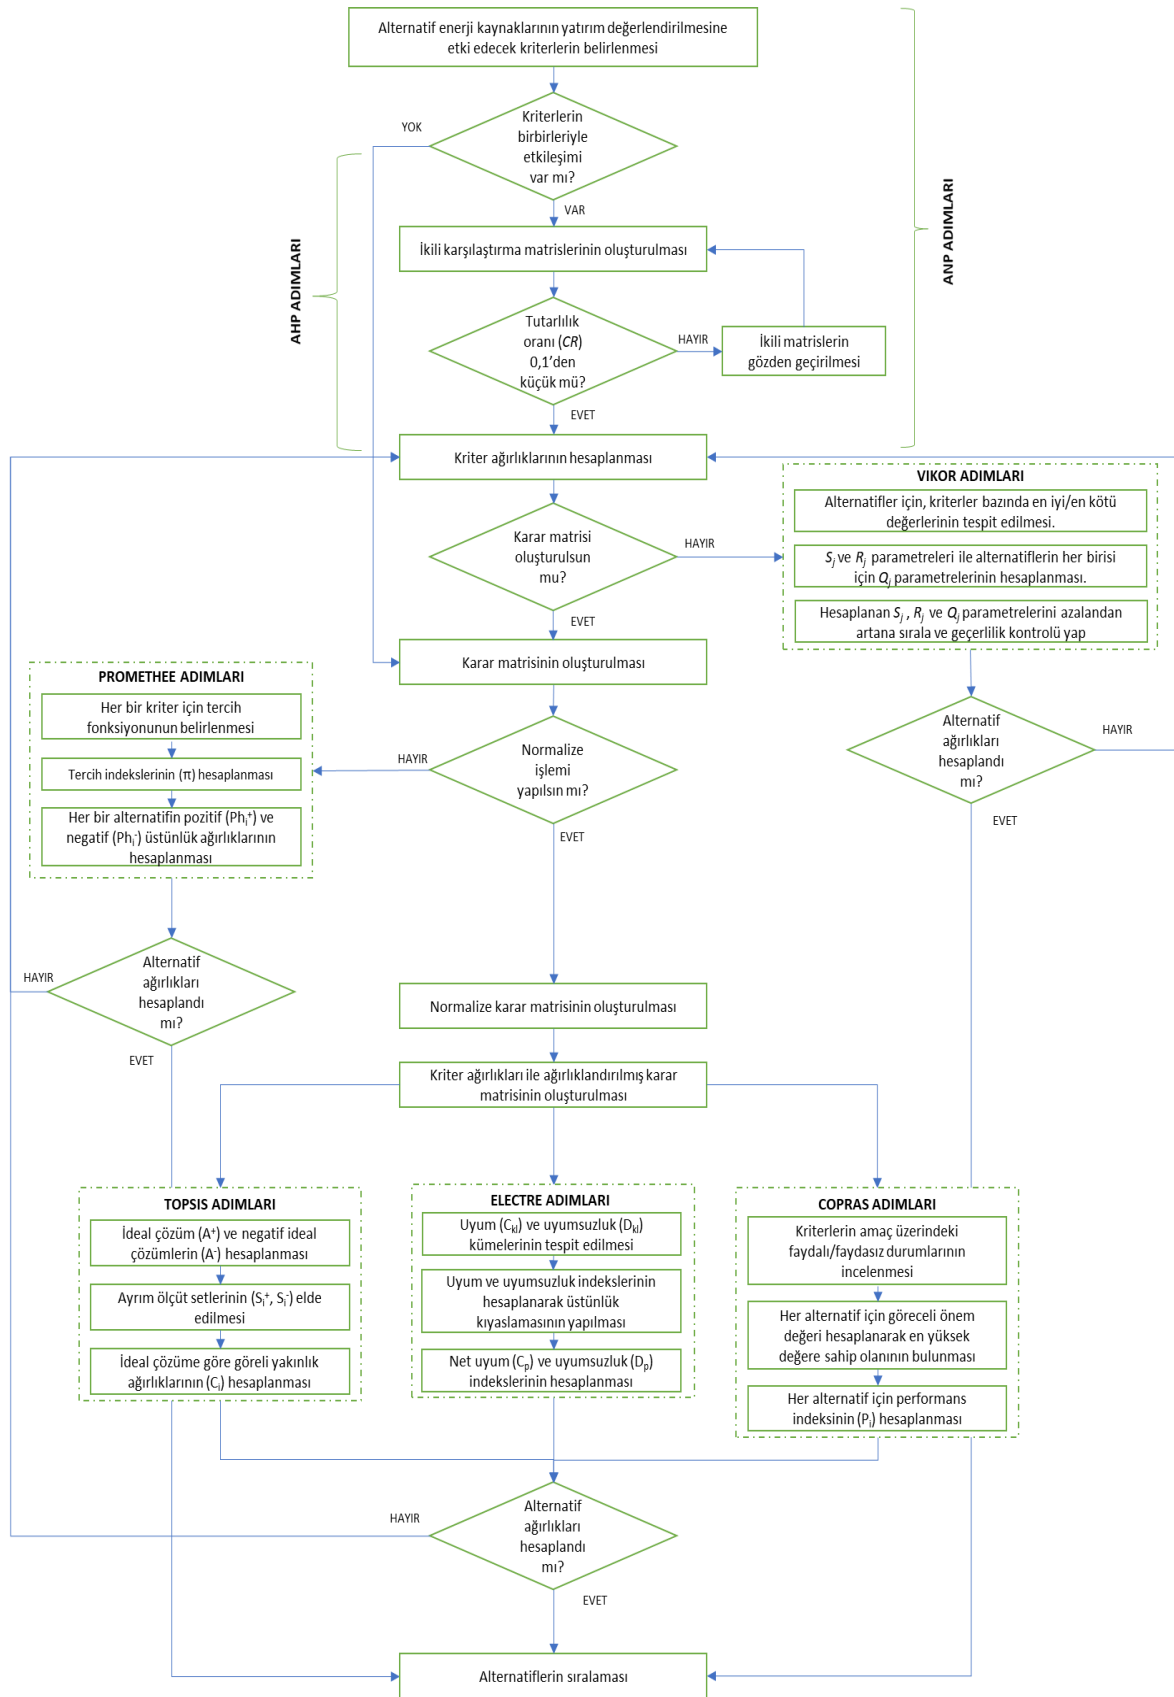 Alternatif enerji kaynaklarının yatırım değerlendirilmesine
etki edecek kriterlerin belirlenmesi
Kriterlerin
birbirleriyle
etkileşimi
var mı?
YOK
VAR
AHP ADIMLARI
ANP ADIMLARI
İkili karşılaştırma matrislerinin oluşturulması
Tutarlılık
oranı (CR)
0,1'den
küçük mü?
HAYIR
İkili matrislerin
gözden geçirilmesi
EVET
Kriter ağırlıklarının hesaplanması
Karar matrisi
oluşturulsun
mu?
HAYIR
EVET
VIKOR ADIMLARI
Alternatifler için, kriterler bazında en iyi/en kötü
değerlerinin tespit edilmesi.
Sj ve Rj parametreleri ile alternatiflerin her birisi
için Qj parametrelerinin hesaplanması.
Hesaplanan Sj , Rj ve Qj parametrelerini azalandan
artana sırala ve geçerlilik kontrolü yap
Karar matrisinin oluşturulması
PROMETHEE ADIMLARI
Her bir kriter için tercih
fonksiyonunun belirlenmesi
Tercih indekslerinin (π) hesaplanması
Her bir alternatifin pozitif (Phi+) ve
negatif (Phi-) üstünlük ağırlıklarının
hesaplanması
HAYIR
Normalize
işlemi
yapılsın mı?
EVET
Alternatif
ağırlıkları
hesaplandı
mı?
HAYIR
EVET
HAYIR
Alternatif
ağırlıkları
hesaplandı
mı?
EVET
Normalize karar matrisinin oluşturulması
Kriter ağırlıkları ile ağırlıklandırılmış karar
matrisinin oluşturulması
TOPSIS ADIMLARI
İdeal çözüm (A+) ve negatif ideal
çözümlerin (A-) hesaplanması
Ayrım ölçüt setlerinin (Si+, Si-) elde
edilmesi
İdeal çözüme göre göreli yakınlık
ağırlıklarının (Ci) hesaplanması
ELECTRE ADIMLARI
Uyum (Ckl) ve uyumsuzluk (Dkl)
kümelerinin tespit edilmesi
Uyum ve uyumsuzluk indekslerinin
hesaplanarak üstünlük
kıyaslamasının yapılması
Net uyum (Cp) ve uyumsuzluk (Dp)
indekslerinin hesaplanması
COPRAS ADIMLARI
Kriterlerin amaç üzerindeki
faydalı/faydasız durumlarının
incelenmesi
Her alternatif için göreceli önem
değeri hesaplanarak en yüksek
değere sahip olanının bulunması
Her alternatif için performans
indeksinin (Pi) hesaplanması
HAYIR
Alternatif
ağırlıkları
hesaplandı
mı?
EVET
Alternatiflerin sıralaması